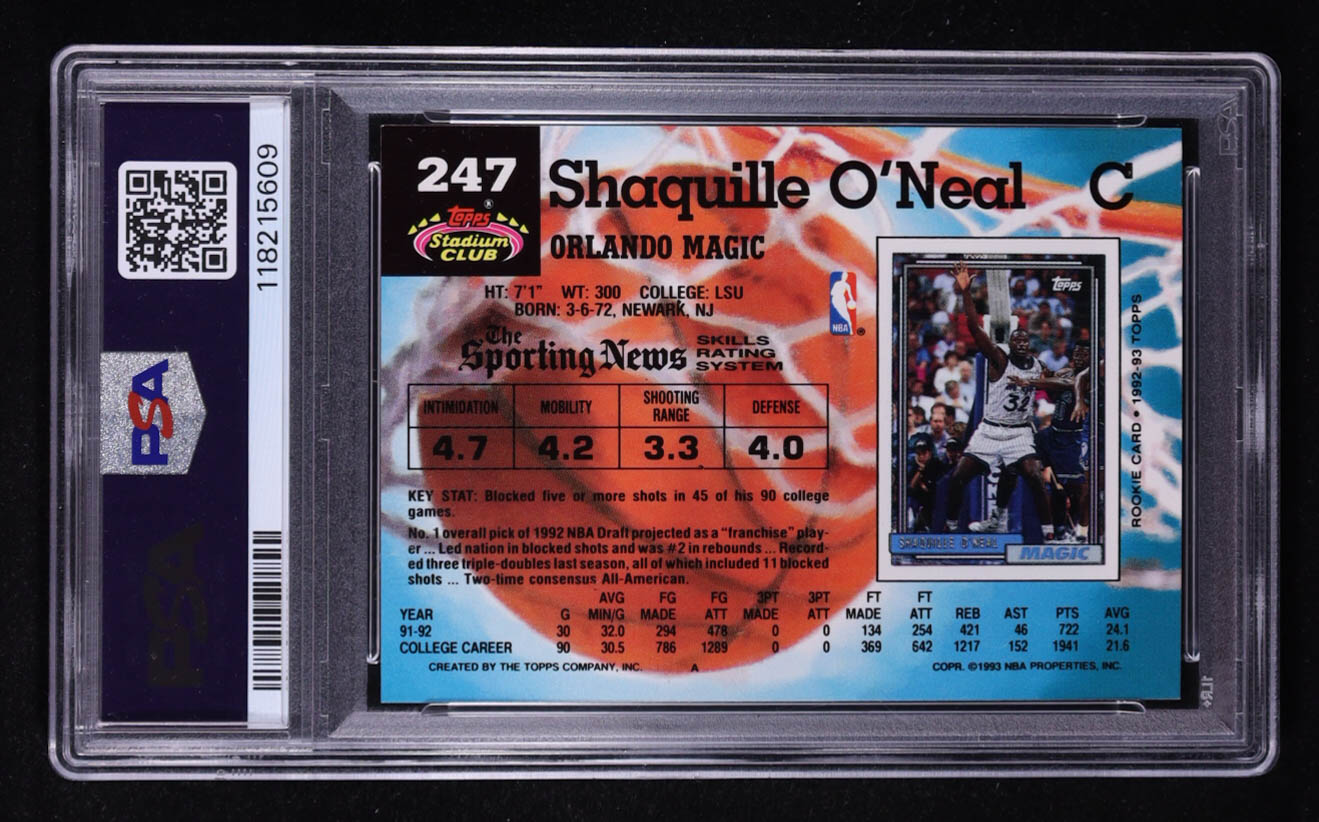 118215609
PSA
PSA
247
Topps®
Stadium
CLUB
Shaquille O'Neal C
ORLANDO MAGIC
HT: 7'1" WT: 300 COLLEGE: LSU
BORN: 3-6-72, NEWARK, NJ
NBA ®
The
Sporting News
SKILLS
RATING
SYSTEM
INTIMIDATION MOBILITY SHOOTING RANGE DEFENSE
4.7 4.2 3.3 4.0
KEY STAT: Blocked five or more shots in 45 of his 90 college
games.
No. 1 overall pick of 1992 NBA Draft projected as a "franchise" play-
er ... Led nation in blocked shots and was #2 in rebounds ... Record-
ed three triple-doubles last season, all of which included 11 blocked
shots ... Two-time consensus All-American.
Topps
32
SHAQUILLE O'NEAL
MAGIC
ROOKIE CARD • 1992-93 TOPPS
AVG FG FG 3PT 3PT FT FT
YEAR G MIN/G MADE ATT MADE ATT MADE ATT REB AST PTS AVG
91-92 30 32.0 294 478 0 0 134 254 421 46 722 24.1
COLLEGE CAREER 90 30.5 786 1289 0 0 369 642 1217 152 1941 21.6
CREATED BY THE TOPPS COMPANY, INC. A COPR. ©1993 NBA PROPERTIES, INC.
PSA